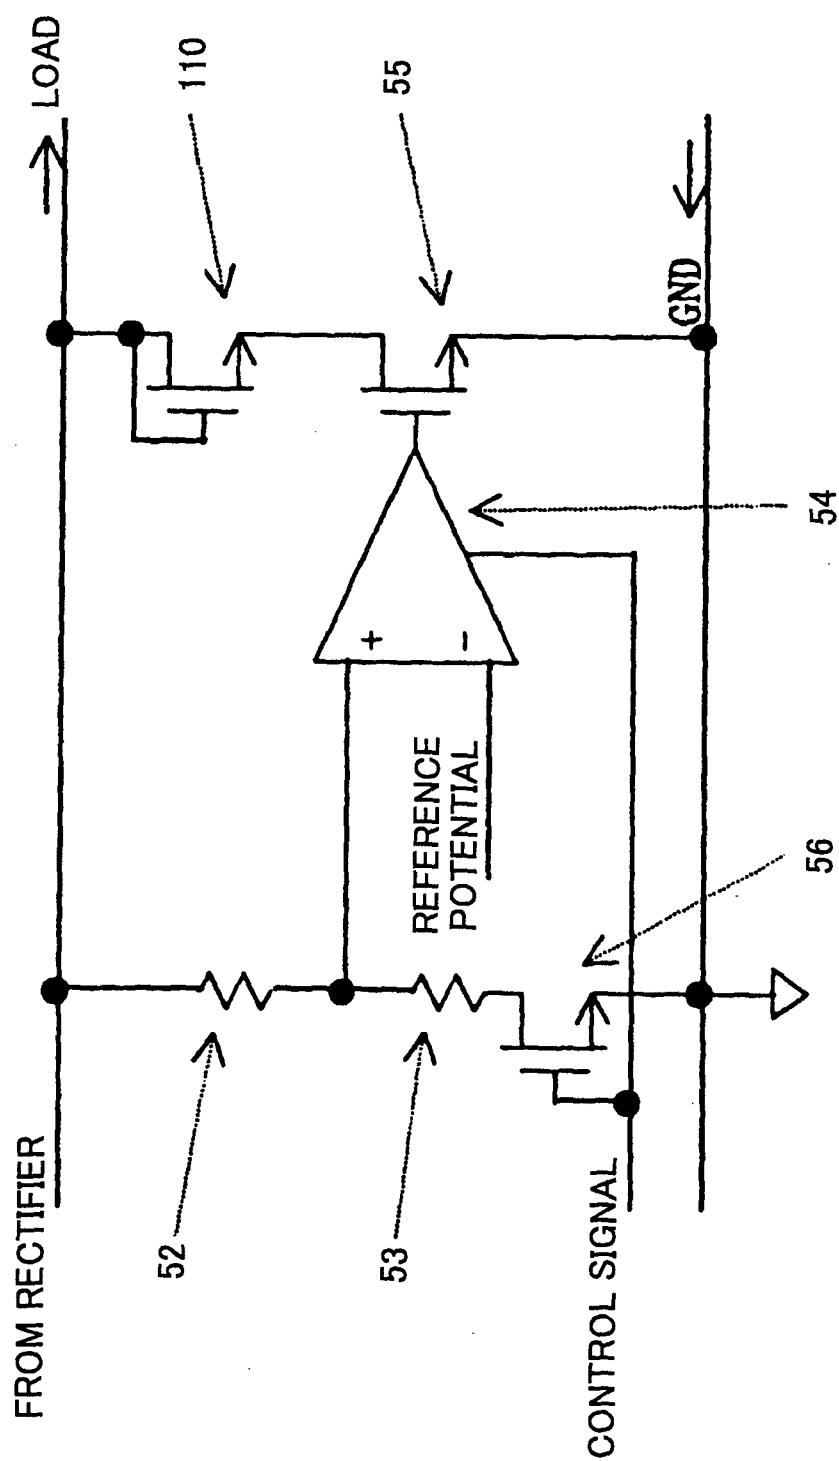 FROM RECTIFIER
LOAD
52
110
53
55
REFERENCE
POTENTIAL
+
−
GND
CONTROL SIGNAL
56
54